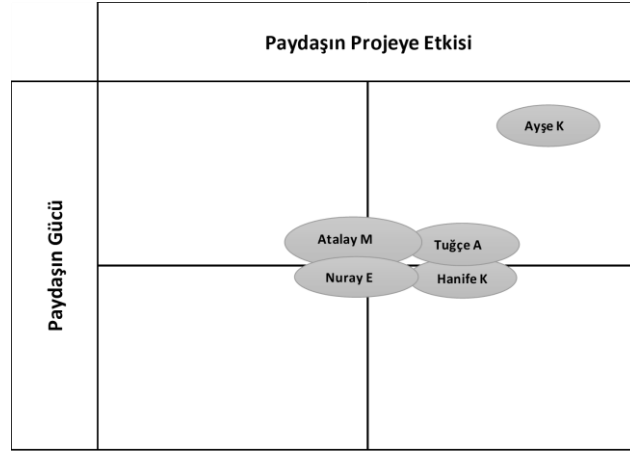 Paydaşın Projeye Etkisi
Paydaşın Gücü
Ayşe K
Atalay M
Tuğçe A
Nuray E
Hanife K